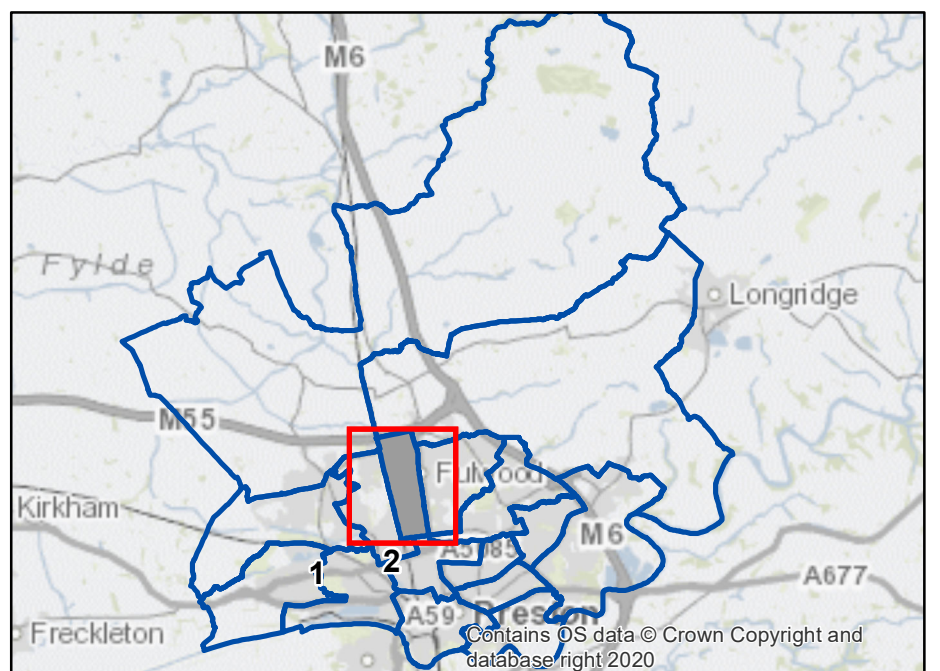 M6
Fylde
Longridge
M55
Fulwood
Kirkham
M6
A5085
1
2
A677
A59
Preston
Freckleton
Contains OS data © Crown Copyright and
database right 2020